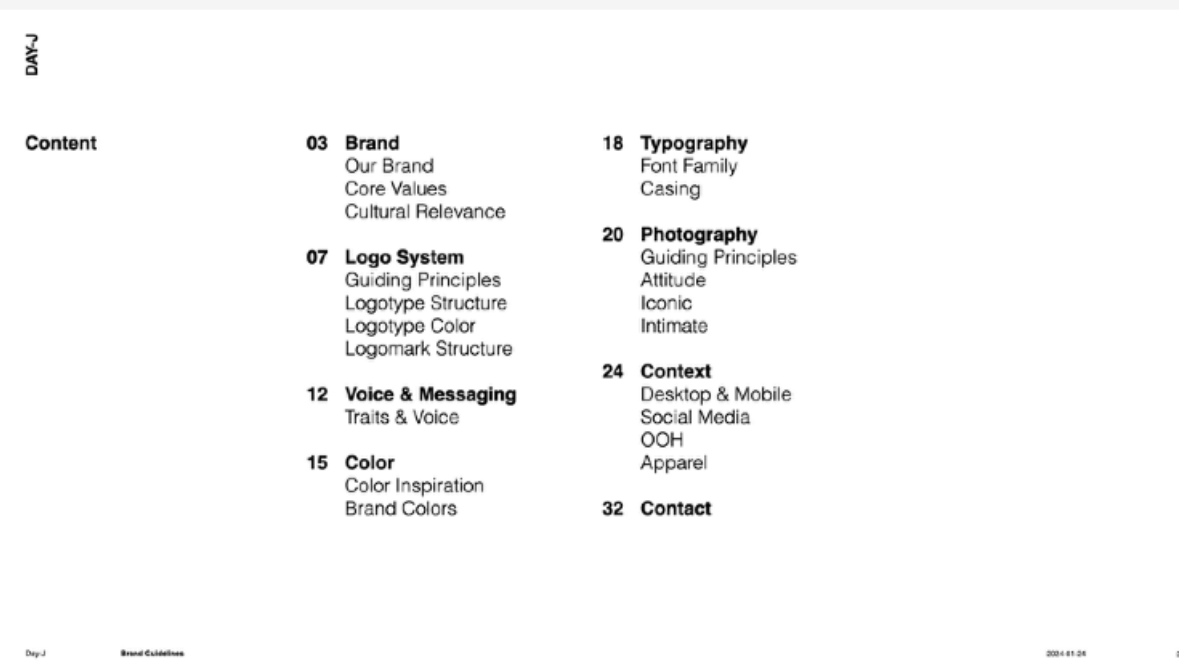 DAY-J
Content
03 Brand
Our Brand
Core Values
Cultural Relevance
07 Logo System
Guiding Principles
Logotype Structure
Logotype Color
Logomark Structure
12 Voice & Messaging
Traits & Voice
15 Color
Color Inspiration
Brand Colors
18 Typography
Font Family
Casing
20 Photography
Guiding Principles
Attitude
Iconic
Intimate
24 Context
Desktop & Mobile
Social Media
OOH
Apparel
32 Contact
Day-J
Brand Guidelines